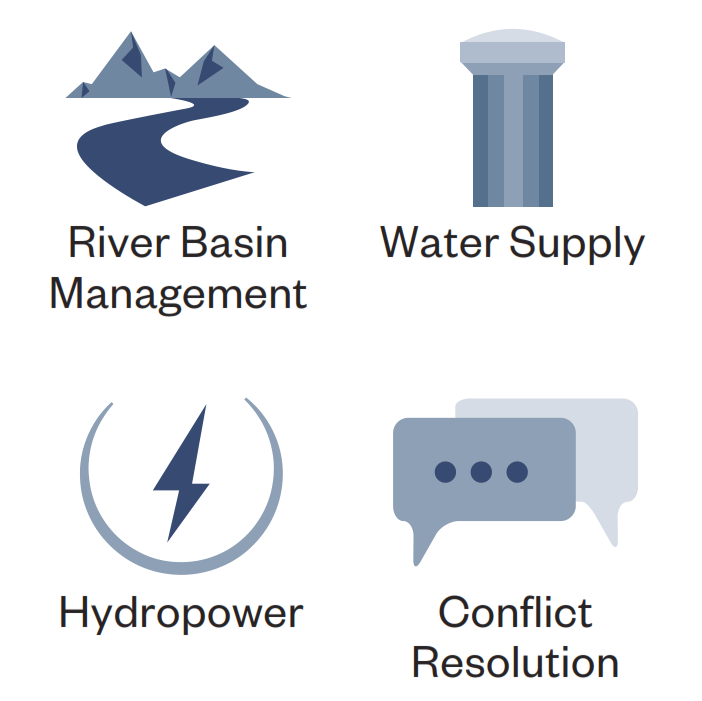 River Basin
Management
Water Supply
Hydropower
Conflict
Resolution